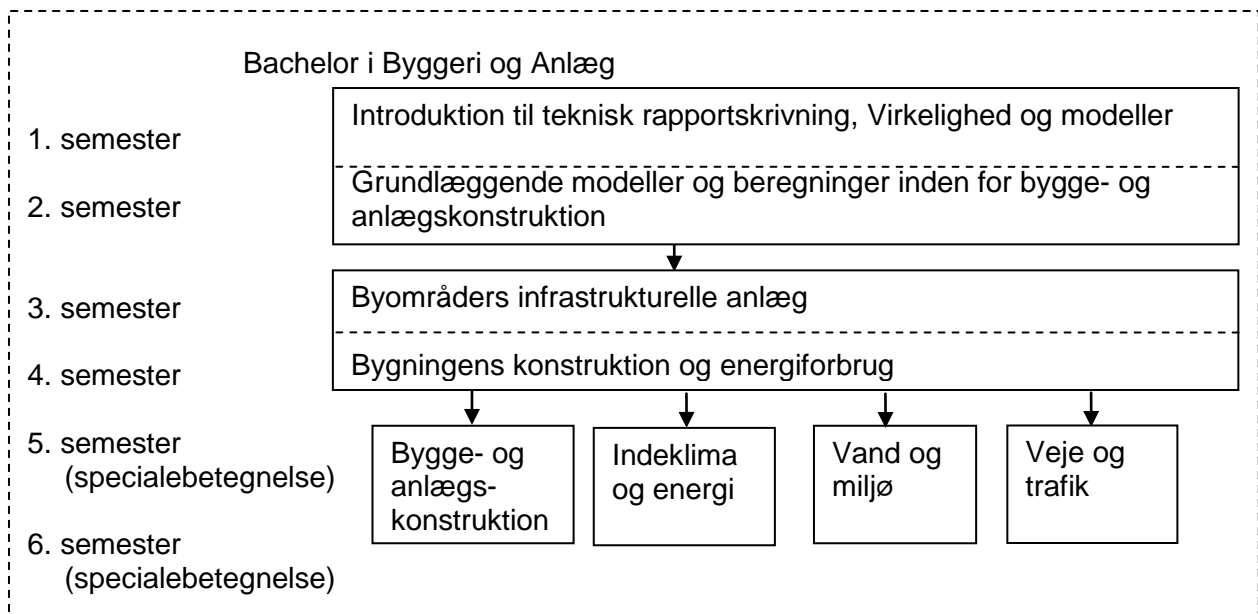 Bachelor i Byggeri og Anlæg
1. semester
Introduktion til teknisk rapportskrivning, Virkelighed og modeller
2. semester
Grundlæggende modeller og beregninger inden for bygge- og
anlægskonstruktion
3. semester
Byområders infrastrukturelle anlæg
4. semester
Bygningens konstruktion og energiforbrug
5. semester
(specialebetegnelse)
Bygge- og
anlægs-
konstruktion
Indeklima
og energi
Vand og
miljø
Veje og
trafik
6. semester
(specialebetegnelse)